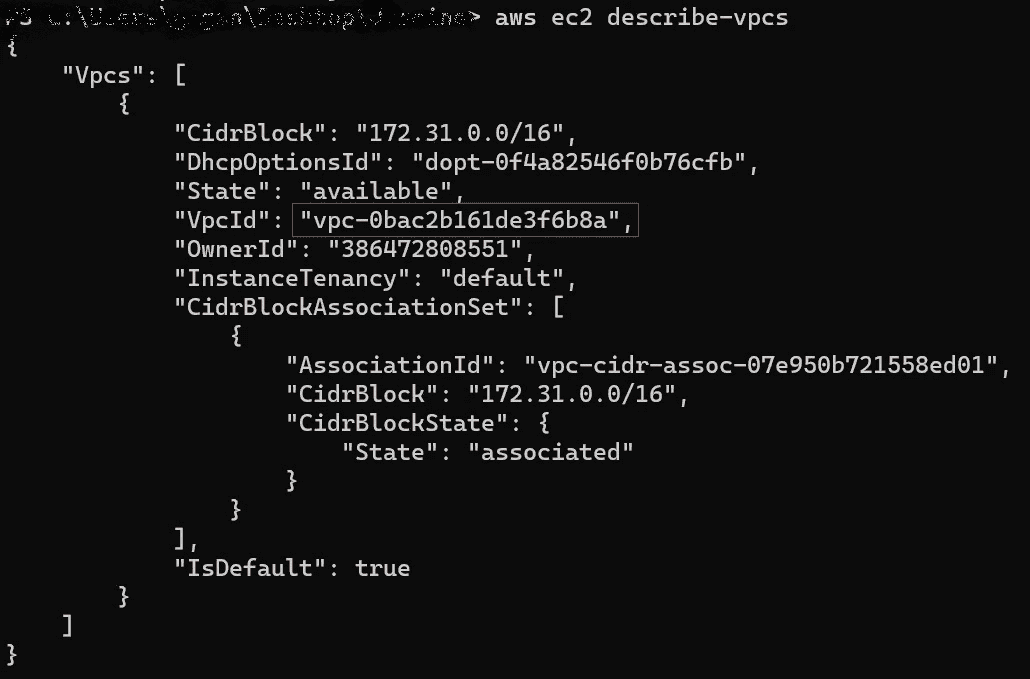 > aws ec2 describe-vpcs
{
    "Vpcs": [
        {
            "CidrBlock": "172.31.0.0/16",
            "DhcpOptionsId": "dopt-0f4a82546f0b76cfb",
            "State": "available",
            "VpcId": "vpc-0bac2b161de3f6b8a",
            "OwnerId": "386472808551",
            "InstanceTenancy": "default",
            "CidrBlockAssociationSet": [
                {
                    "AssociationId": "vpc-cidr-assoc-07e950b721558ed01",
                    "CidrBlock": "172.31.0.0/16",
                    "CidrBlockState": {
                        "State": "associated"
                    }
                }
            ],
            "IsDefault": true
        }
    ]
}